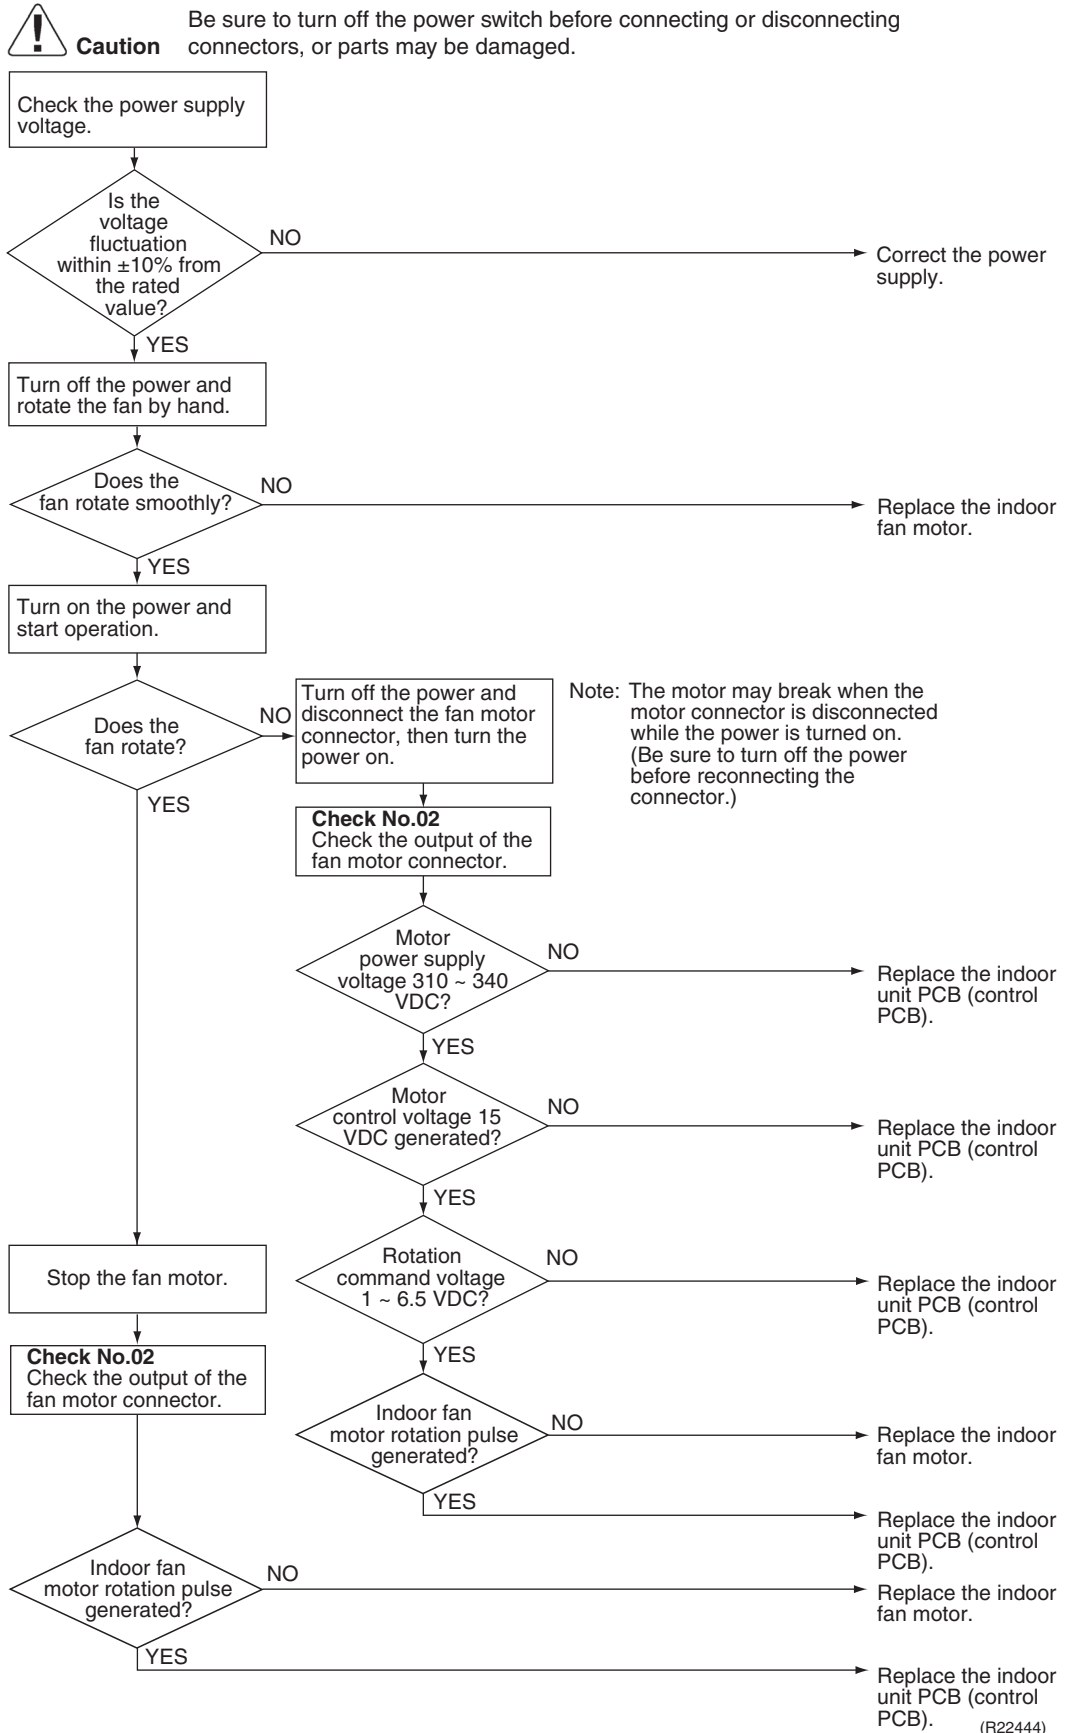 Be sure to turn off the power switch before connecting or disconnecting
Caution connectors, or parts may be damaged.
Check the power supply
voltage.
Is the
voltage
fluctuation
within ±10% from
the rated
value?
NO
Correct the power
supply.
YES
Turn off the power and
rotate the fan by hand.
Does the
fan rotate smoothly?
NO
Replace the indoor
fan motor.
YES
Turn on the power and
start operation.
Does the
fan rotate?
NO
Turn off the power and
disconnect the fan motor
connector, then turn the
power on.
Note: The motor may break when the
motor connector is disconnected
while the power is turned on.
(Be sure to turn off the power
before reconnecting the
connector.)
YES
Check No.02
Check the output of the
fan motor connector.
Motor
power supply
voltage 310 ~ 340
VDC?
NO
Replace the indoor
unit PCB (control
PCB).
YES
Motor
control voltage 15
VDC generated?
NO
Replace the indoor
unit PCB (control
PCB).
YES
Rotation
command voltage
1 ~ 6.5 VDC?
NO
Replace the indoor
unit PCB (control
PCB).
YES
Stop the fan motor.
Check No.02
Check the output of the
fan motor connector.
Indoor fan
motor rotation pulse
generated?
NO
Replace the indoor
fan motor.
YES
Replace the indoor
unit PCB (control
PCB).
Indoor fan
motor rotation pulse
generated?
NO
Replace the indoor
fan motor.
YES
Replace the indoor
unit PCB (control
PCB).
(R22444)